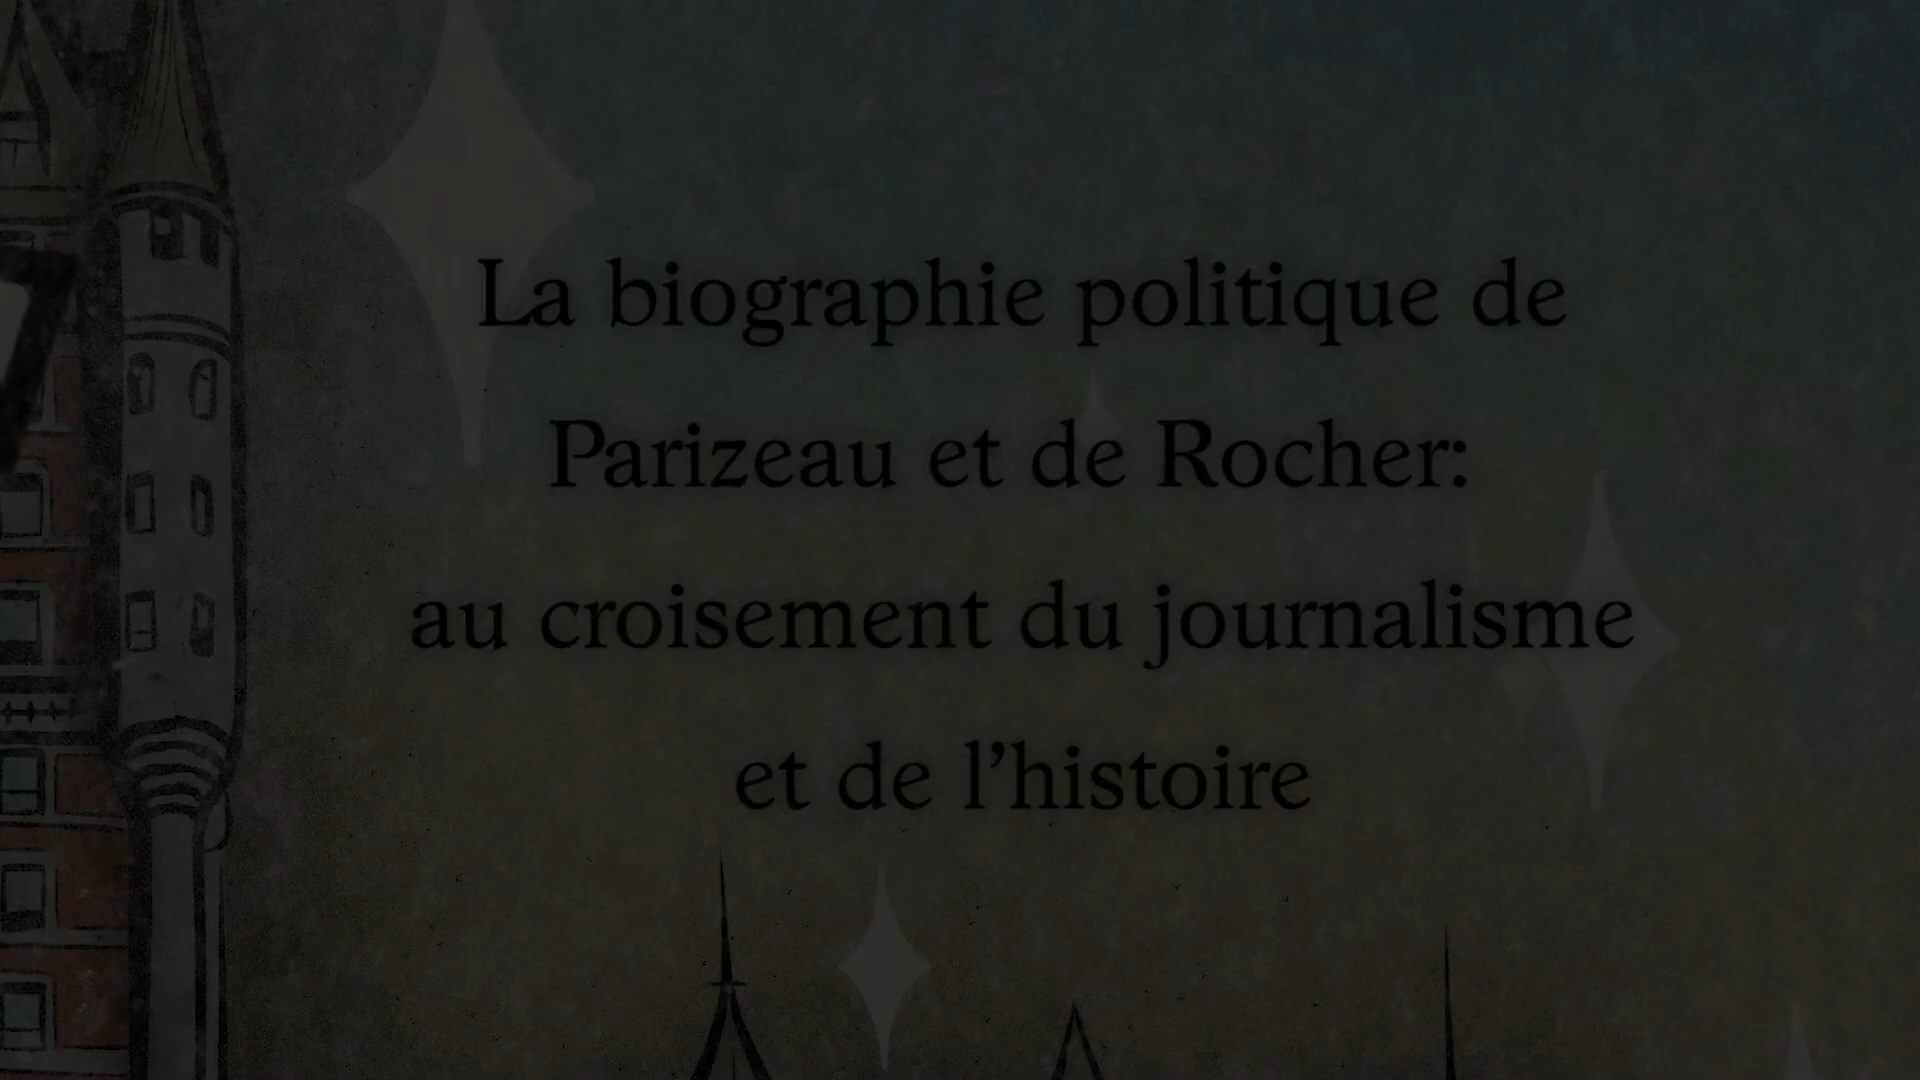 La biographie politique de
Parizeau et de Rocher:
au croisement du journalisme
et de l’histoire